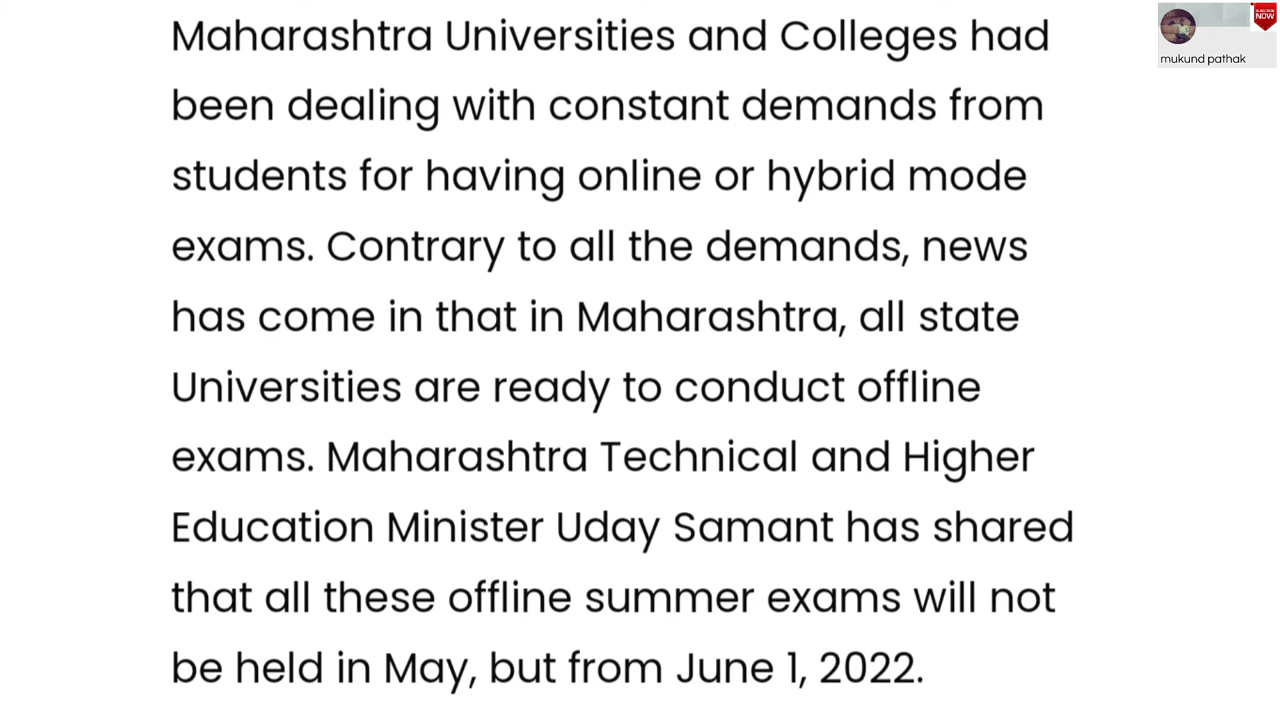 Maharashtra Universities and Colleges had
been dealing with constant demands from
students for having online or hybrid mode
exams. Contrary to all the demands, news
has come in that in Maharashtra, all state
Universities are ready to conduct offline
exams. Maharashtra Technical and Higher
Education Minister Uday Samant has shared
that all these offline summer exams will not
be held in May, but from June 1, 2022.
SUBSCRIBE
NOW
mukund pathak